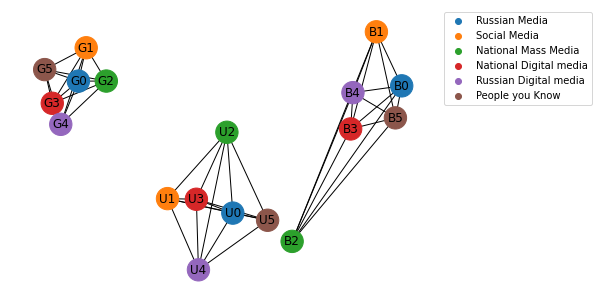 G1
G5
G0
G2
G3
G4
U2
U1
U3
U0
U5
U4
B1
B4
B0
B3
B5
B2
Russian Media
Social Media
National Mass Media
National Digital media
Russian Digital media
People you Know